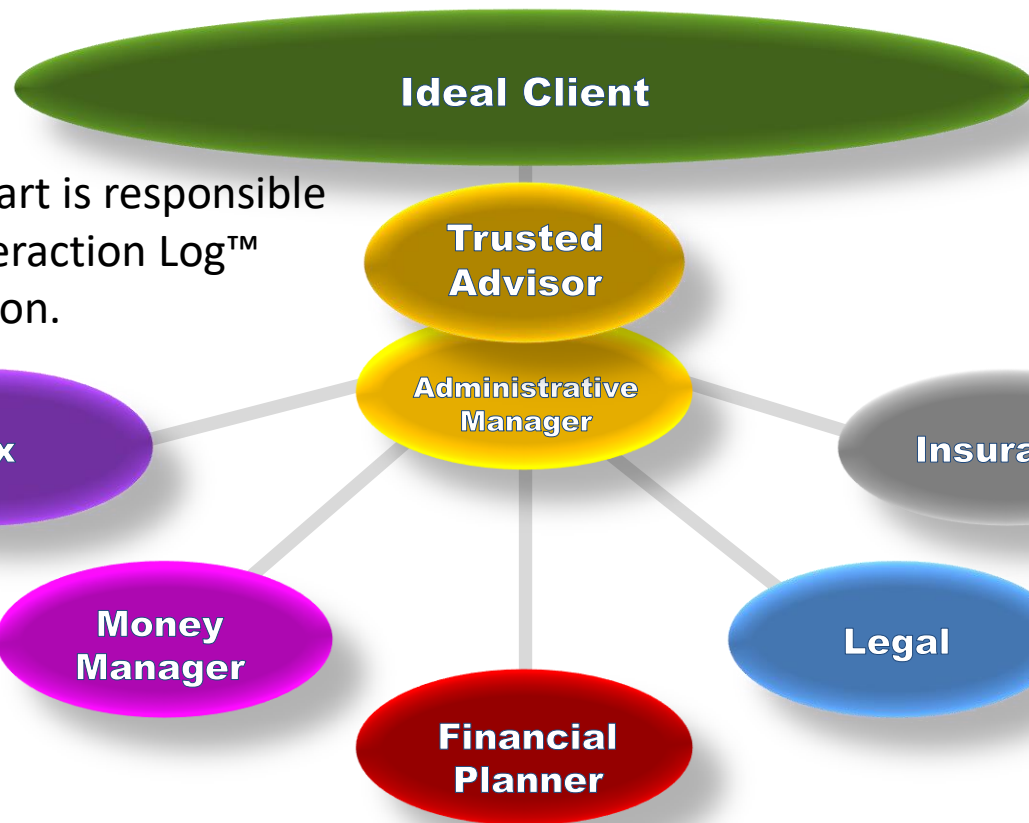 Ideal Client
art is responsible
eraction Log™
on.
Trusted
Advisor
Administrative
Manager
x
Insura
Money
Manager
Legal
Financial
Planner